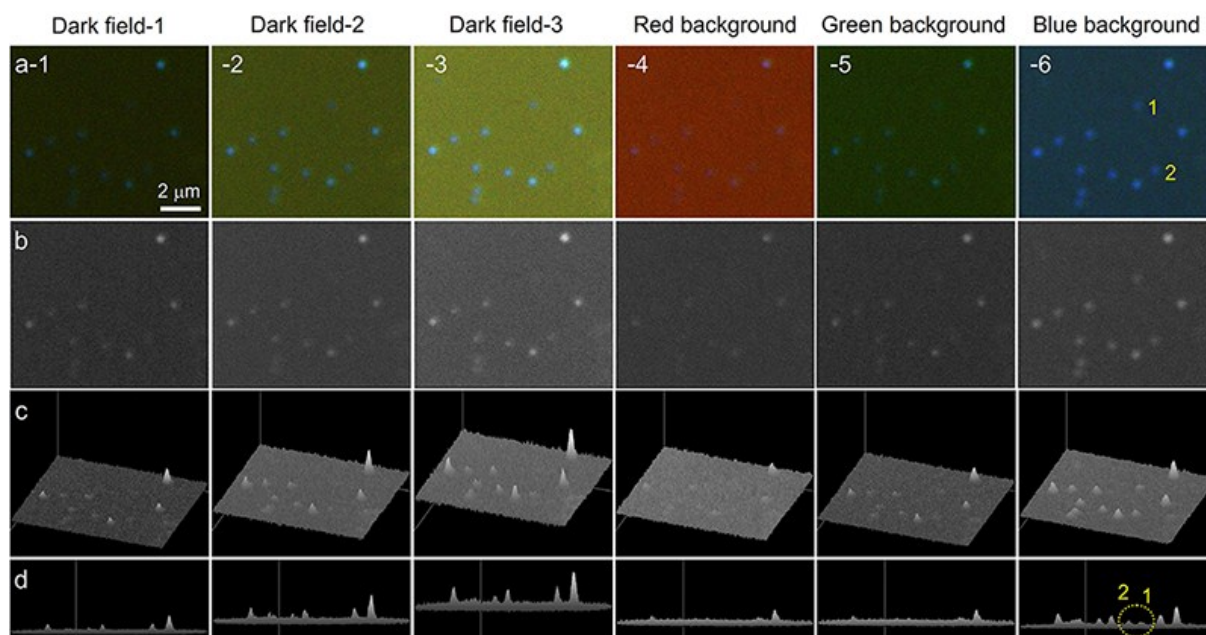 Dark field-1 Dark field-2 Dark field-3 Red background Green background Blue background
a-1 -2 -3 -4 -5 -6
1
2
2 μm
b
c
d
2 1